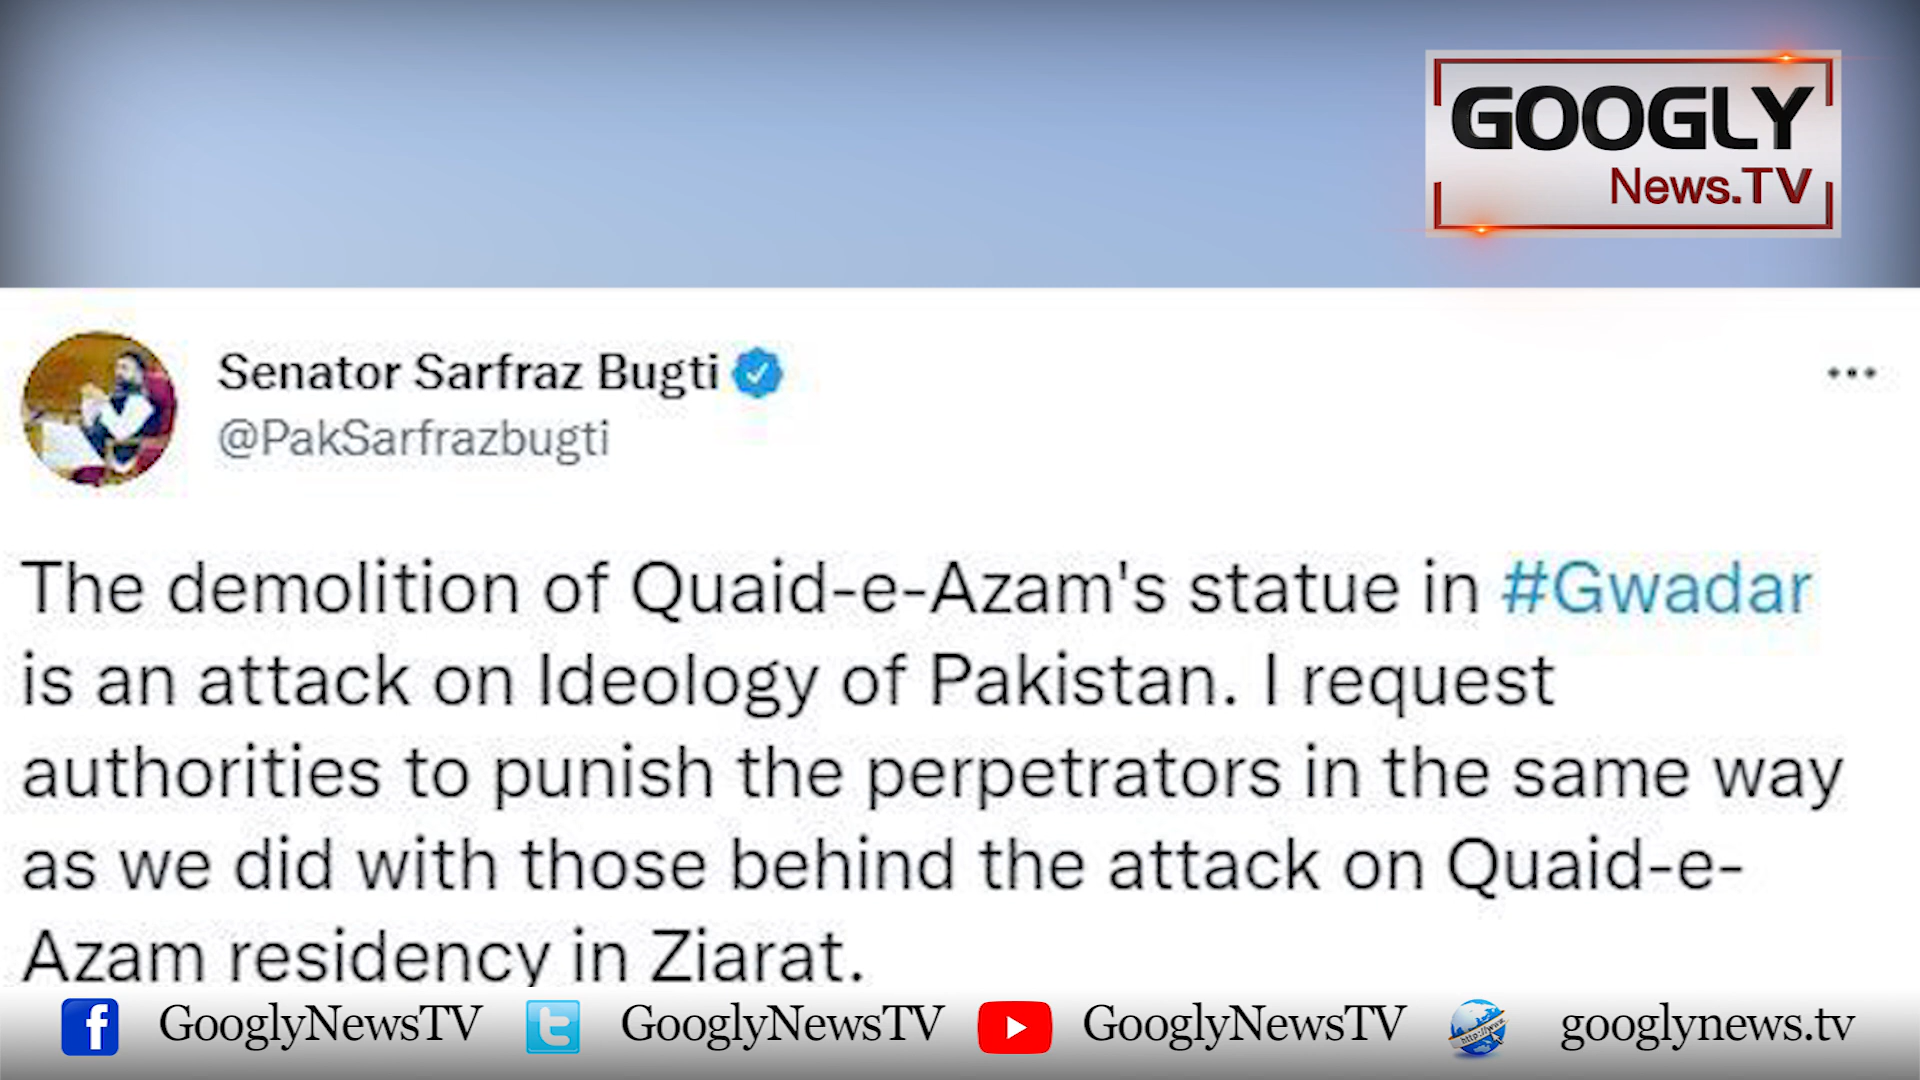 GOOGLY
News.TV
Senator Sarfraz Bugti
@PakSarfrazbugti
The demolition of Quaid-e-Azam's statue in #Gwadar
is an attack on Ideology of Pakistan. I request
authorities to punish the perpetrators in the same way
as we did with those behind the attack on Quaid-e-
Azam residency in Ziarat.
GooglyNewsTV GooglyNewsTV GooglyNewsTV googlynews.tv